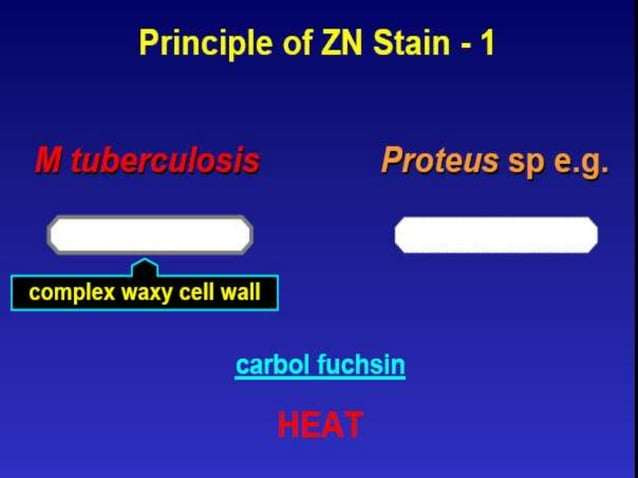 Principle of ZN Stain - 1
M tuberculosis
Proteus sp e.g.
complex waxy cell wall
carbol fuchsin
HEAT